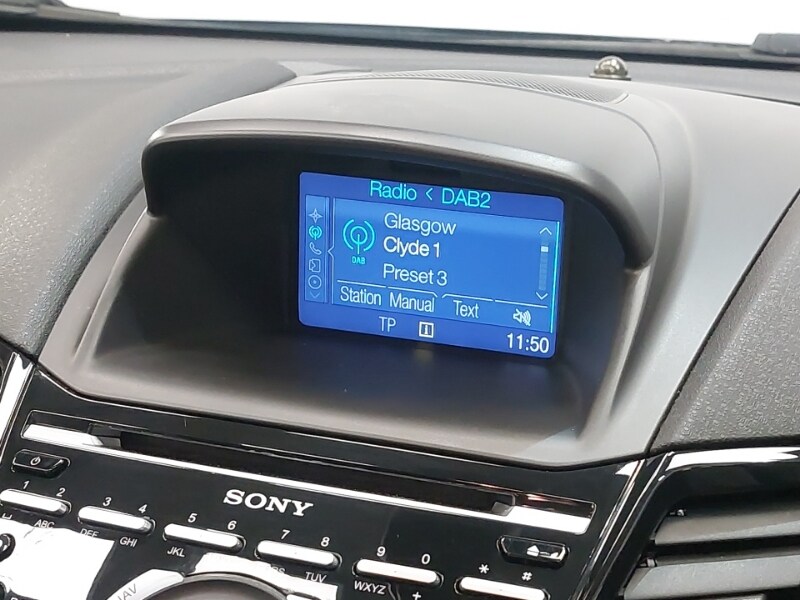 Radio < DAB2
Glasgow
Clyde 1
DAB
Preset 3
Station Manual Text
TP i 11:50
SONY
1 2 3 4 5 6 7 8 9 0 * #
ABC DEF GHI JKL TUV WXYZ +
NAV